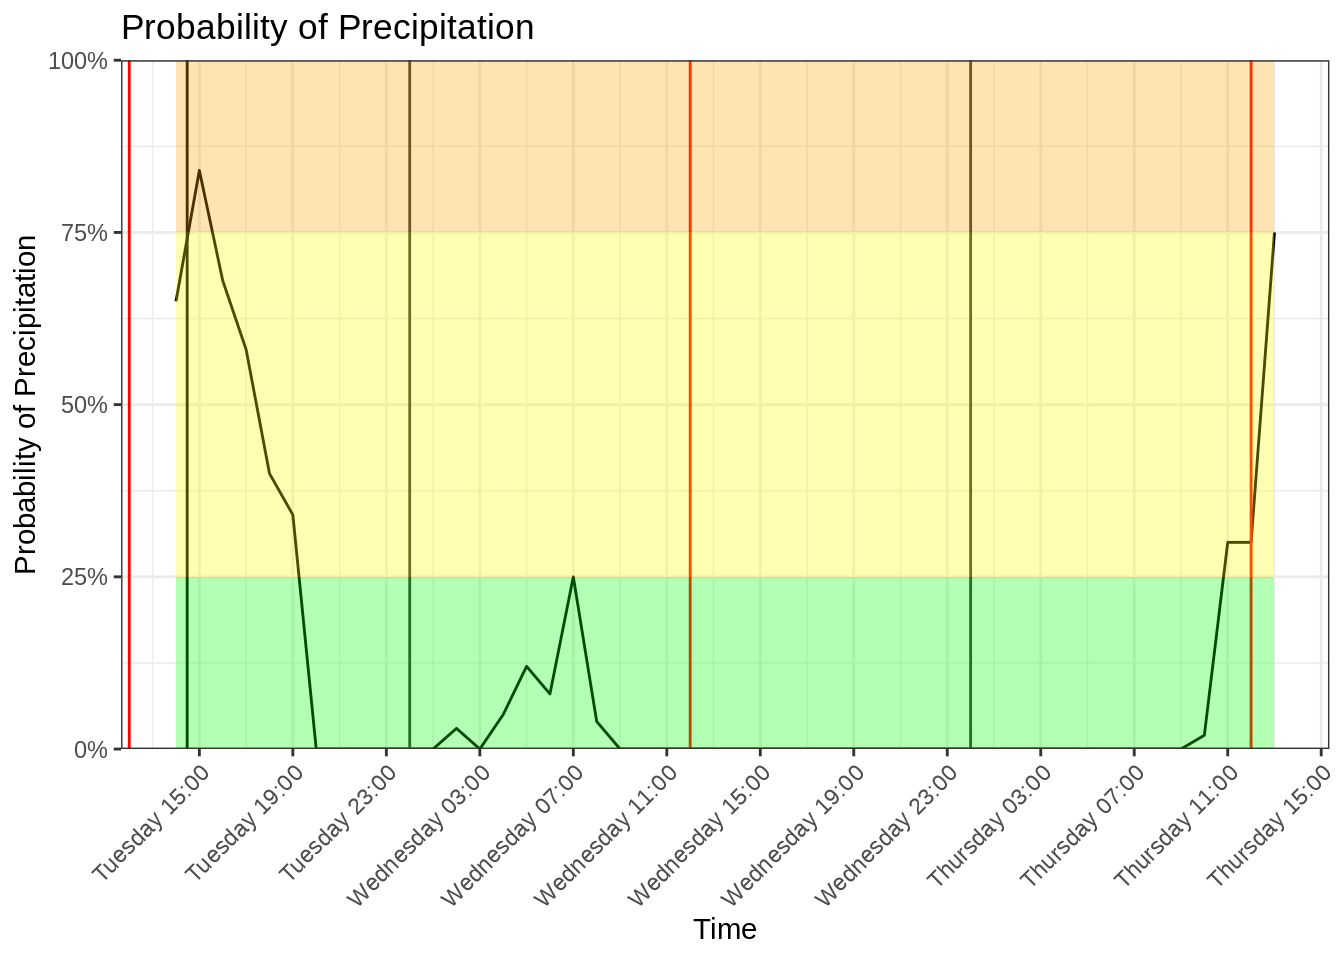 Probability of Precipitation
Probability of Precipitation
100%
75%
50%
25%
0%
Tuesday 15:00
Tuesday 19:00
Tuesday 23:00
Wednesday 03:00
Wednesday 07:00
Wednesday 11:00
Wednesday 15:00
Wednesday 19:00
Wednesday 23:00
Thursday 03:00
Thursday 07:00
Thursday 11:00
Thursday 15:00
Time